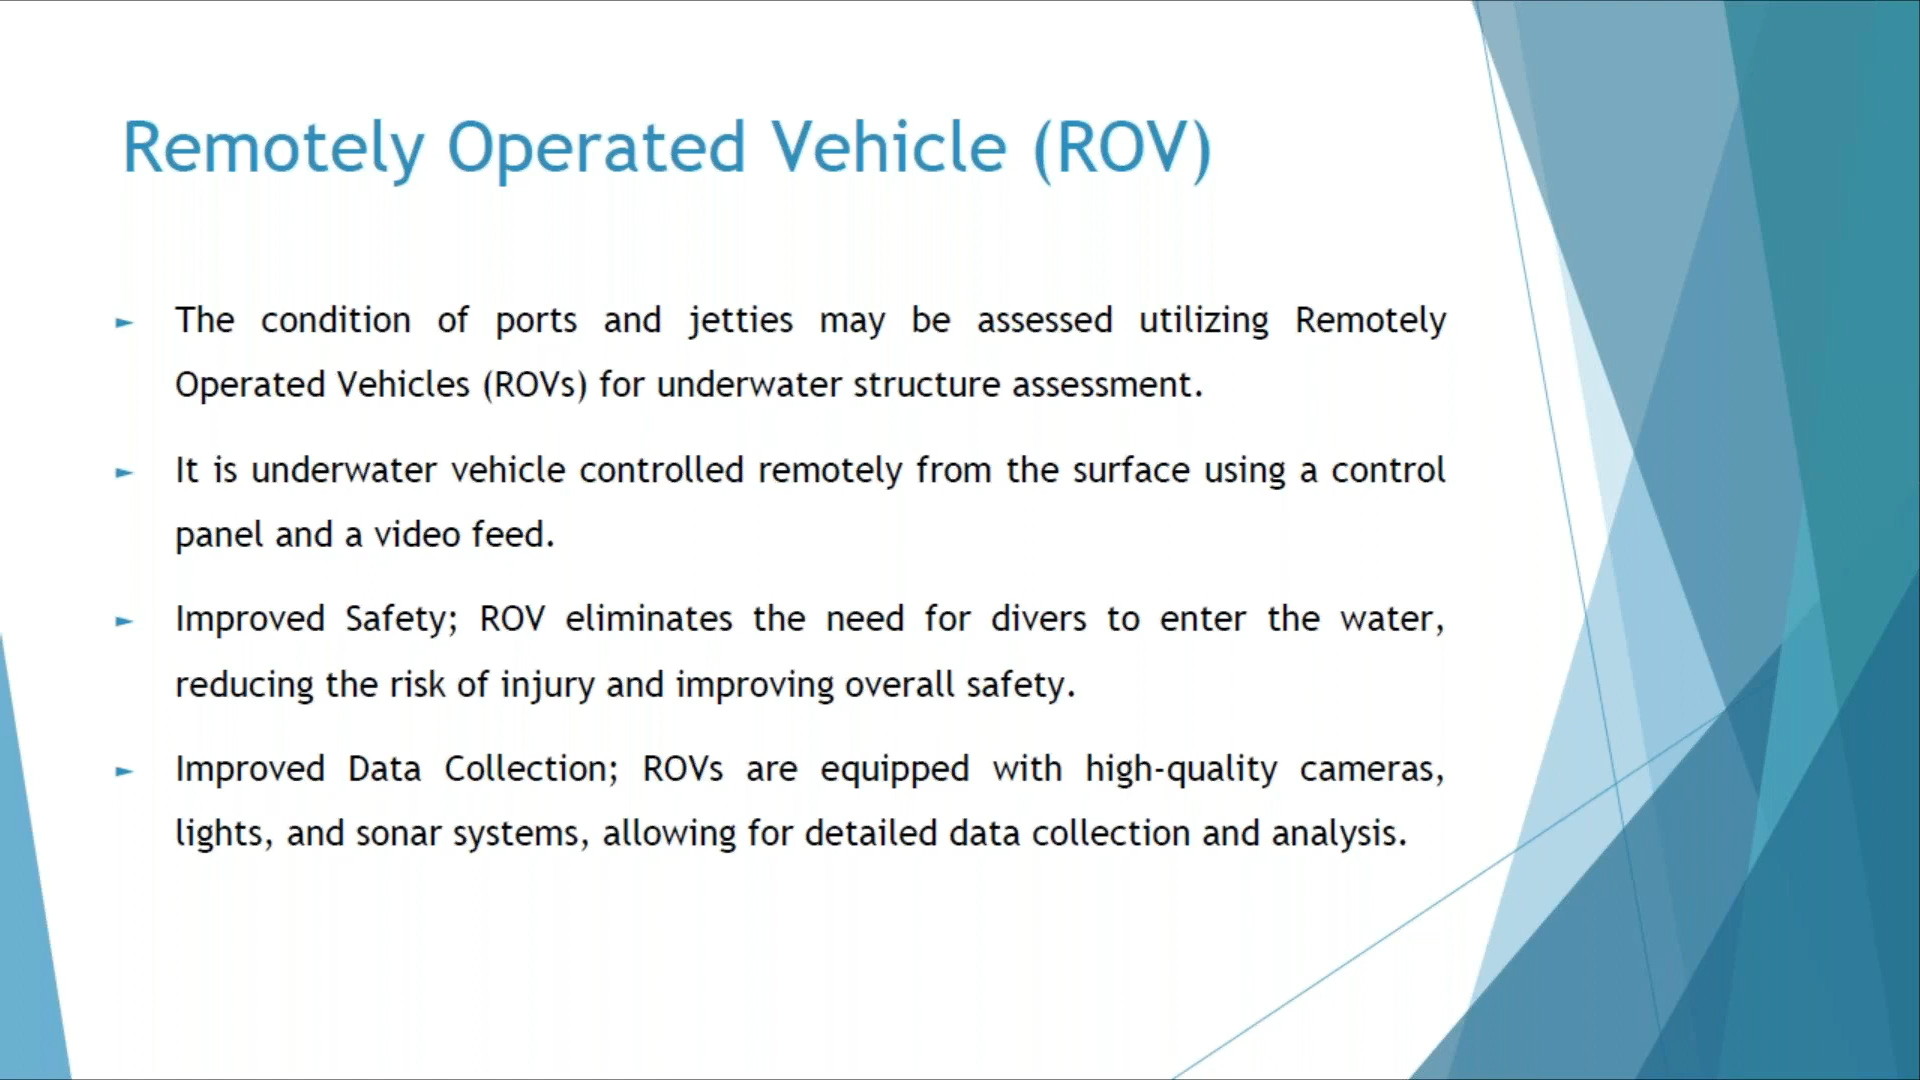 Remotely Operated Vehicle (ROV)
► The condition of ports and jetties may be assessed utilizing Remotely
Operated Vehicles (ROVs) for underwater structure assessment.
► It is underwater vehicle controlled remotely from the surface using a control
panel and a video feed.
► Improved Safety; ROV eliminates the need for divers to enter the water,
reducing the risk of injury and improving overall safety.
► Improved Data Collection; ROVs are equipped with high-quality cameras,
lights, and sonar systems, allowing for detailed data collection and analysis.